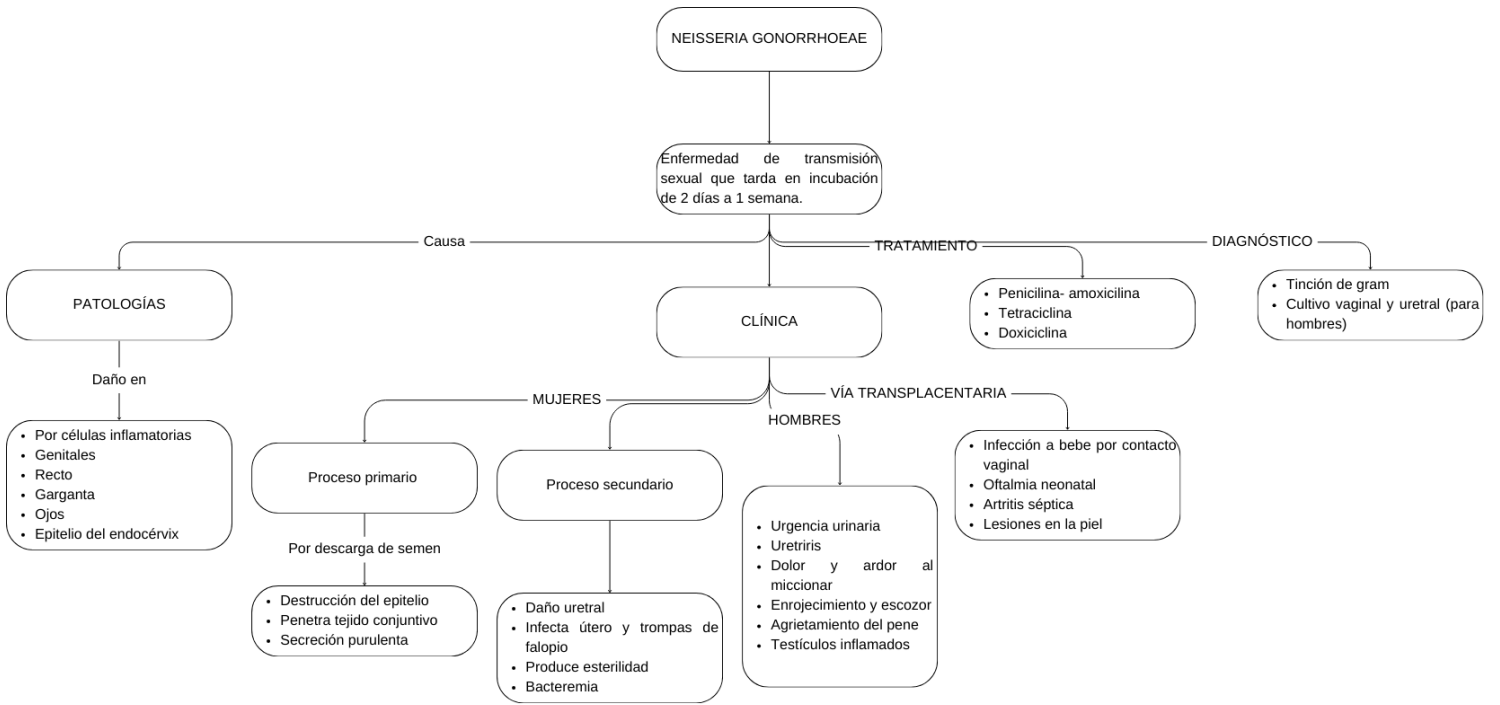 NEISSERIA GONORRHOEAE
Enfermedad de transmisión
sexual que tarda en incubación
de 2 días a 1 semana.
Causa
TRATAMIENTO
DIAGNÓSTICO
PATOLOGÍAS
CLÍNICA
• Penicilina- amoxicilina
• Tetraciclina
• Doxiciclina
• Tinción de gram
• Cultivo vaginal y uretral (para
hombres)
Daño en
• Por células inflamatorias
• Genitales
• Recto
• Garganta
• Ojos
• Epitelio del endocérvix
MUJERES
HOMBRES
VÍA TRANSPLACENTARIA
Proceso primario
Por descarga de semen
• Destrucción del epitelio
• Penetra tejido conjuntivo
• Secreción purulenta
Proceso secundario
• Daño uretral
• Infecta útero y trompas de
falopio
• Produce esterilidad
• Bacteremia
• Urgencia urinaria
• Uretriris
• Dolor y ardor al
miccionar
• Enrojecimiento y escozor
• Agrietamiento del pene
• Testículos inflamados
• Infección a bebe por contacto
vaginal
• Oftalmia neonatal
• Artritis séptica
• Lesiones en la piel